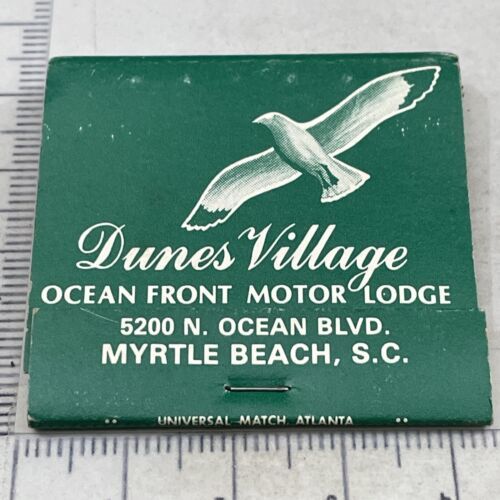 Dunes Village
OCEAN FRONT MOTOR LODGE
5200 N. OCEAN BLVD.
MYRTLE BEACH, S.C.
UNIVERSAL MATCH, ATLANTA